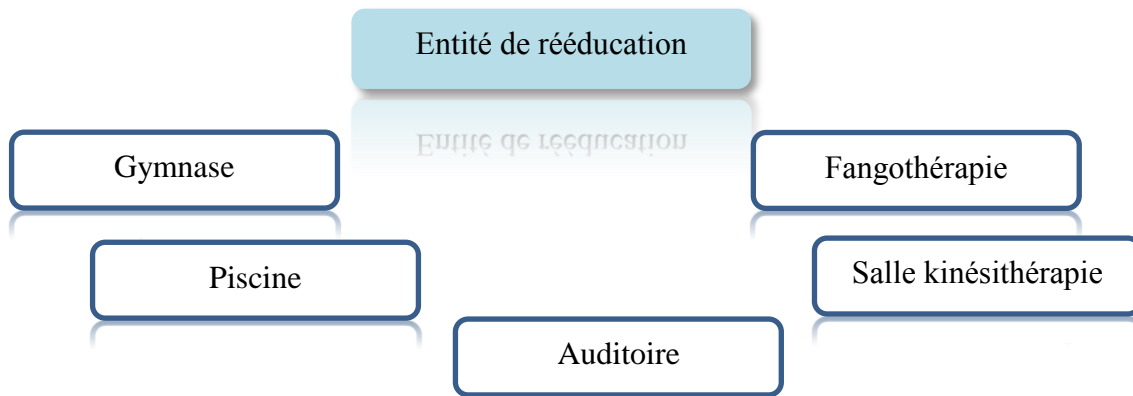 Entité de rééducation
Gymnase
Fangothérapie
Piscine
Salle kinésithérapie
Auditoire